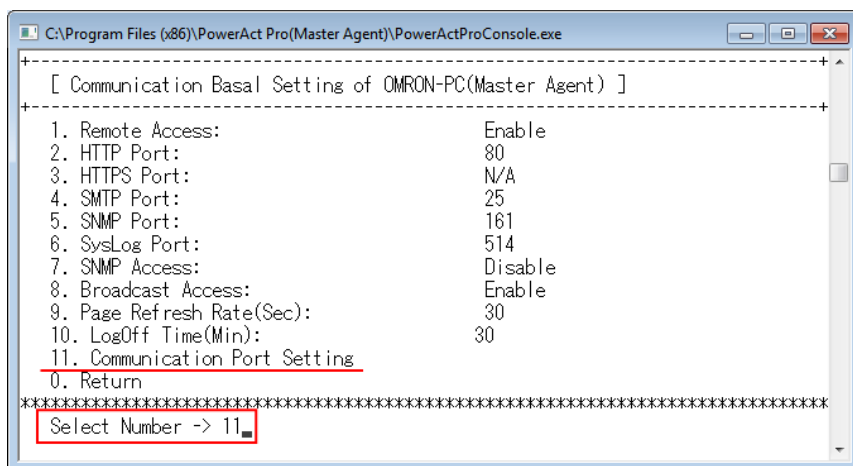 C:\Program Files (x86)\PowerAct Pro(Master Agent)\PowerActProConsole.exe
+------------------------------------------------------------------------------+
[ Communication Basal Setting of OMRON-PC(Master Agent) ]
+------------------------------------------------------------------------------+
1. Remote Access: Enable
2. HTTP Port: 80
3. HTTPS Port: N/A
4. SMTP Port: 25
5. SNMP Port: 161
6. SysLog Port: 514
7. SNMP Access: Disable
8. Broadcast Access: Enable
9. Page Refresh Rate(Sec): 30
10. LogOff Time(Min): 30
11. Communication Port Setting
0. Return
********************************************************************************
Select Number -> 11